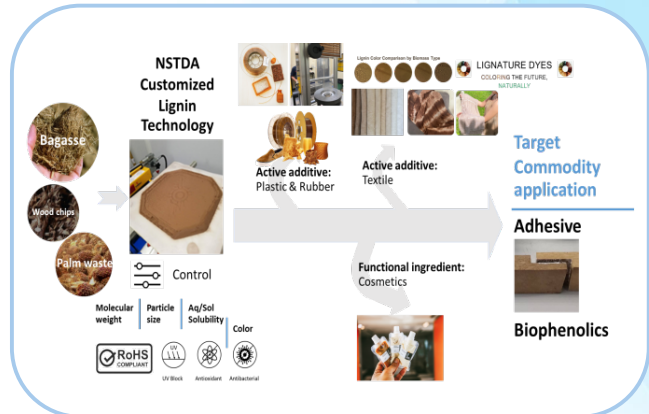 NSTDA
Customized
Lignin
Technology
Bagasse
Wood chips
Palm waste
Control
Molecular
weight
Particle
size
Aq/Sol
Solubility
Color
RoHS
COMPLIANT
UV
UV Block
Antioxidant
Antibacterial
Active additive:
Plastic & Rubber
Lignin Color Comparison by Biomass Type
LIGNATURE DYES
COLORING THE FUTURE,
NATURALLY
Active additive:
Textile
Functional ingredient:
Cosmetics
Target
Commodity
application
Adhesive
Biophenolics